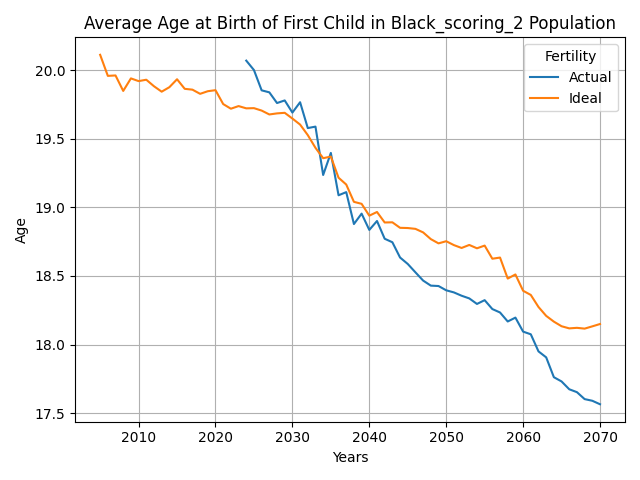 Average Age at Birth of First Child in Black_scoring_2 Population
Fertility
Actual
Ideal
20.0
19.5
19.0
18.5
18.0
17.5
Age
2010
2020
2030
2040
2050
2060
2070
Years